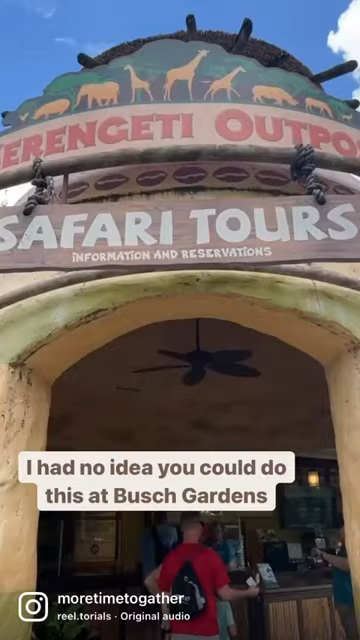 SERENGETI OUTPO
SAFARI TOURS
INFORMATION AND RESERVATIONS
I had no idea you could do
this at Busch Gardens
moretimetogather
reel.torials · Original audio